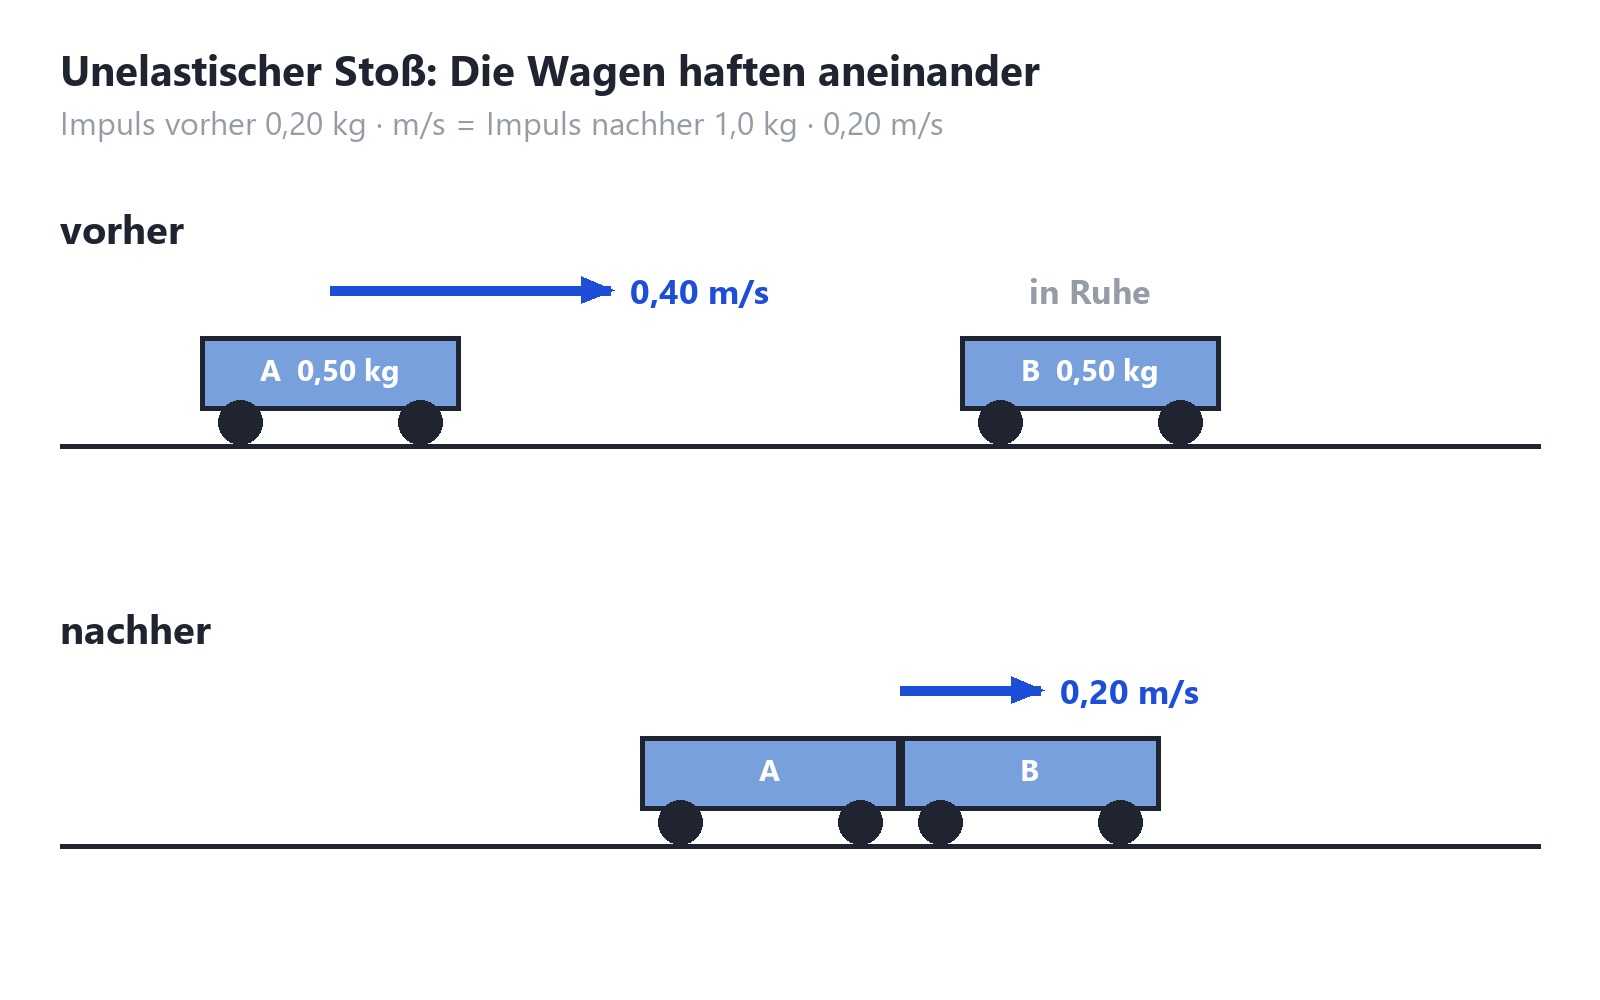 Unelastischer Stoß: Die Wagen haften aneinander
Impuls vorher 0,20 kg · m/s = Impuls nachher 1,0 kg · 0,20 m/s
vorher
0,40 m/s
in Ruhe
A 0,50 kg
B 0,50 kg
nachher
0,20 m/s
A
B